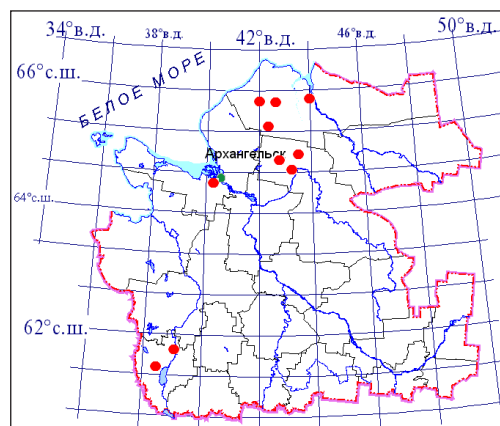 34°в.д.
38°в.д.
42°в.д.
46°в.д.
50°в.д.
66°с.ш.
БЕЛОЕ МОРЕ
Архангельск
64°с.ш.
62°с.ш.